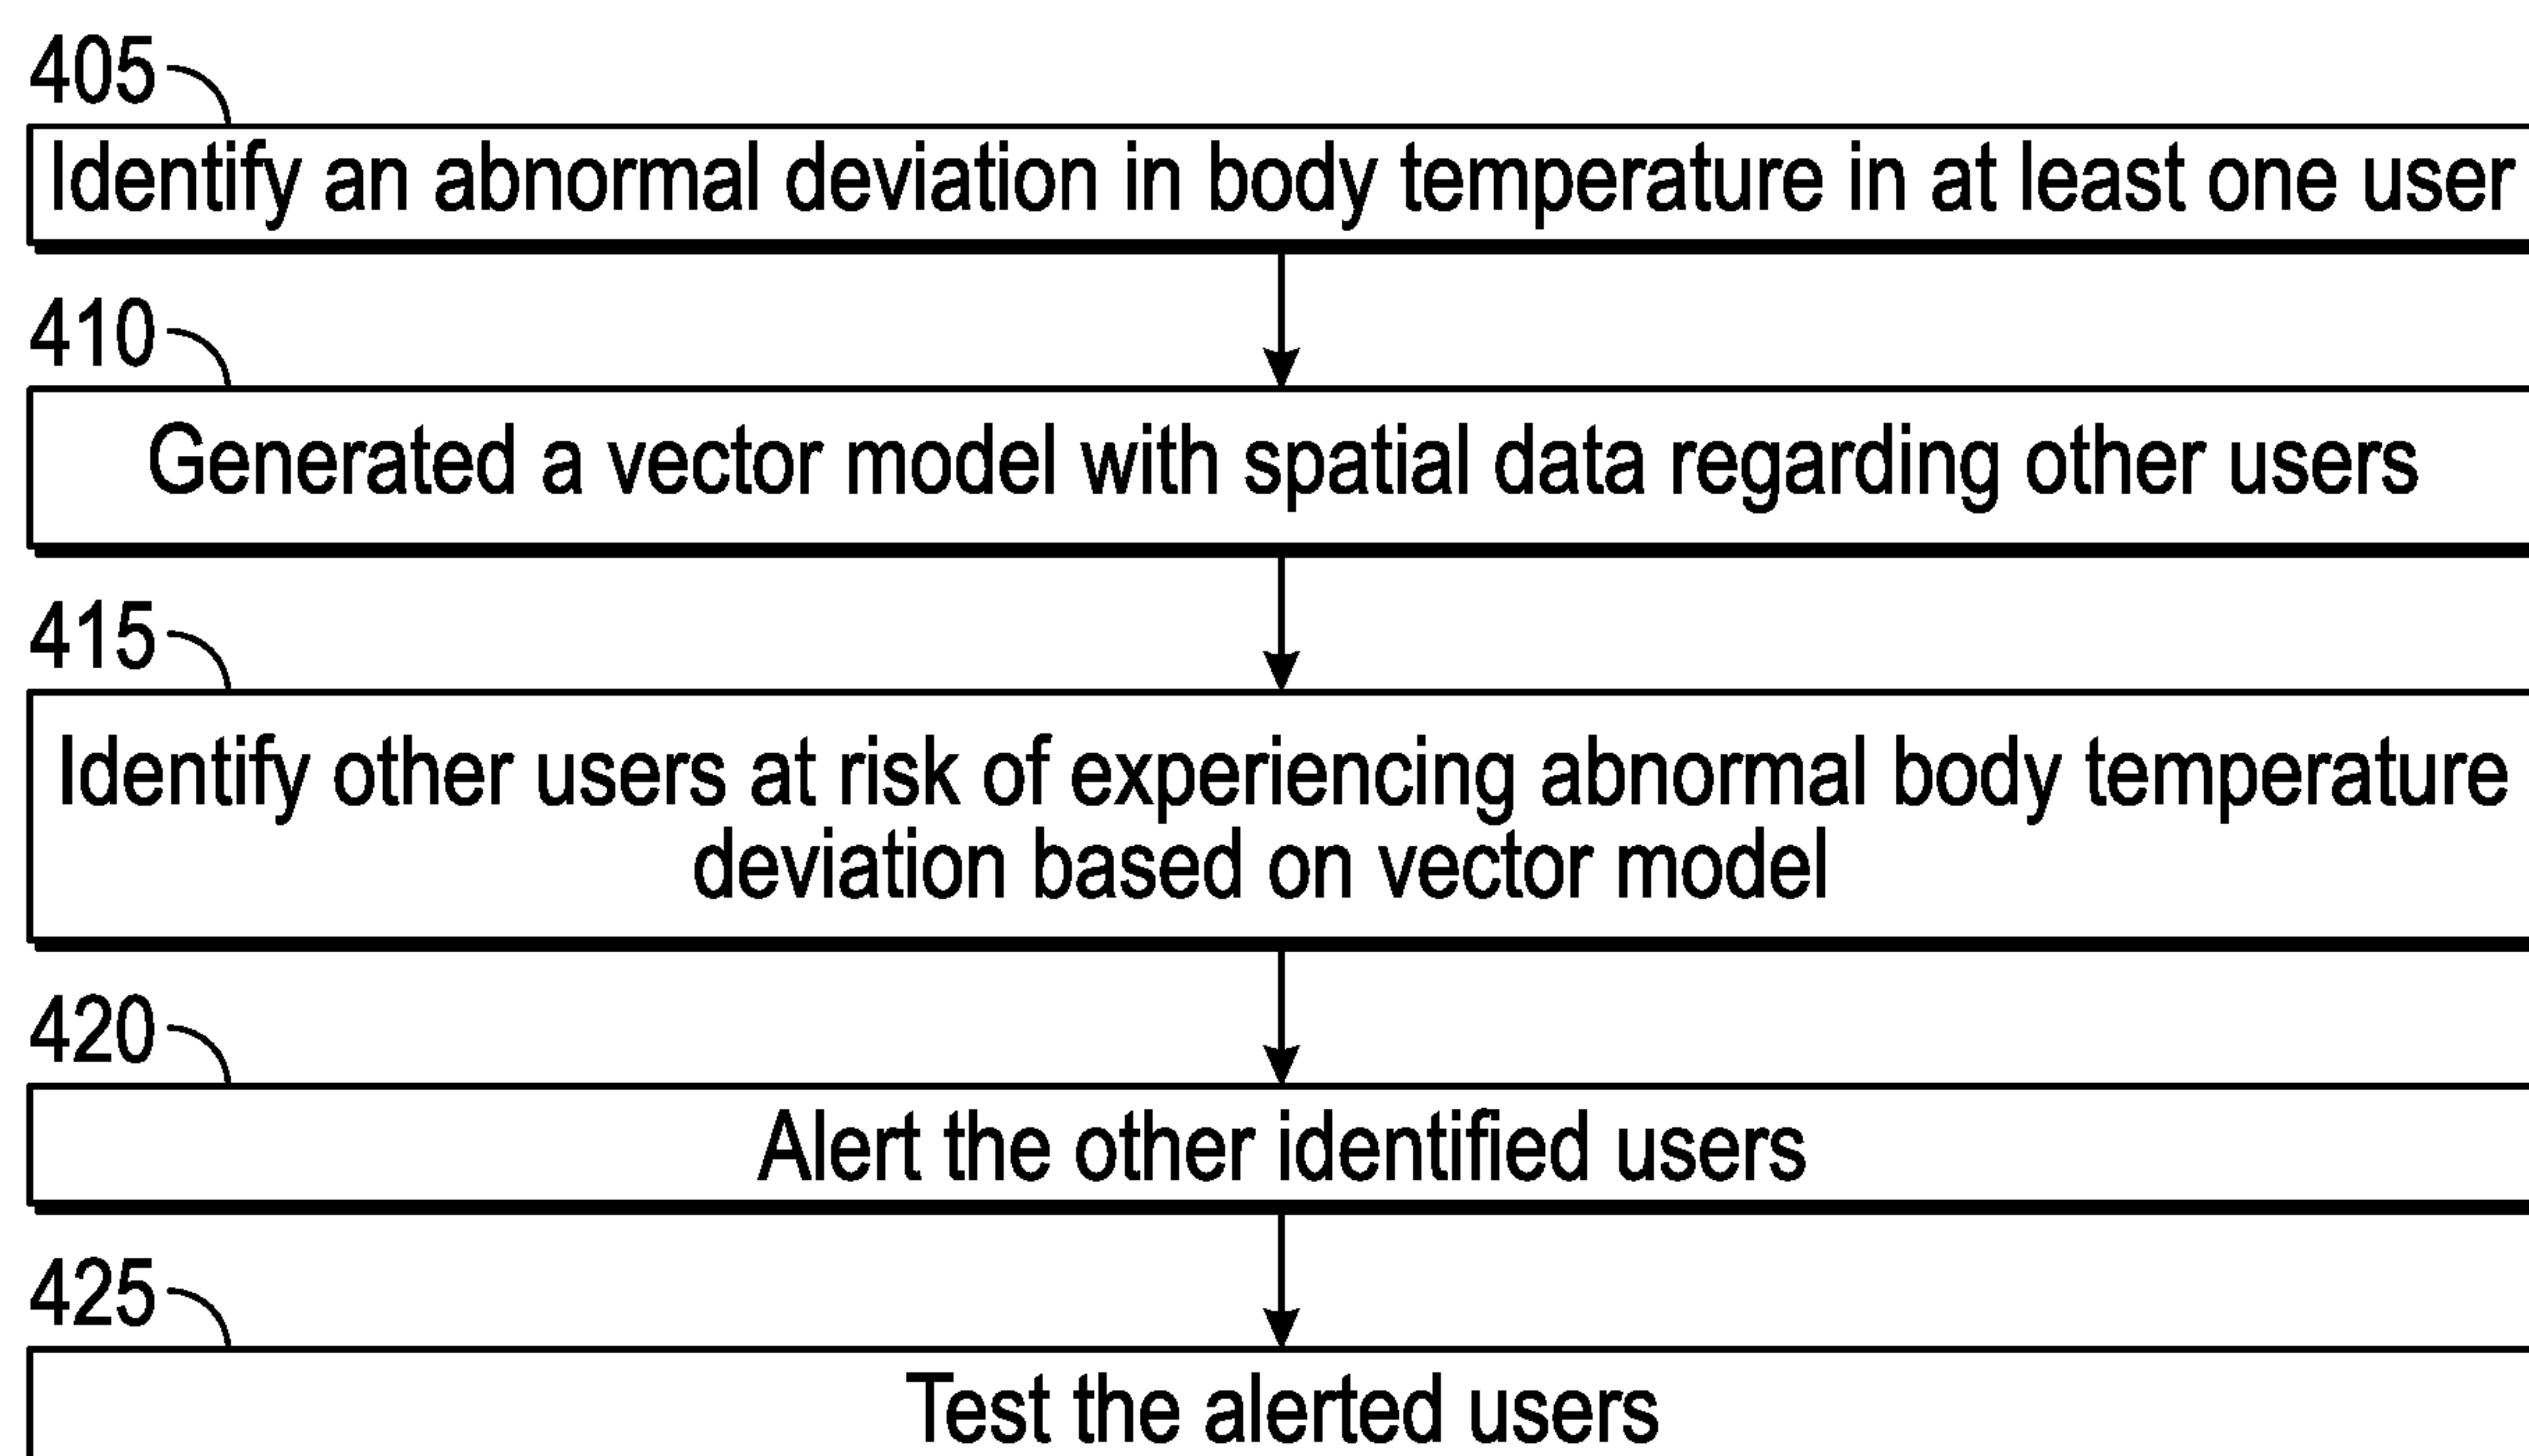 405
Identify an abnormal deviation in body temperature in at least one user
410
Generated a vector model with spatial data regarding other users
415
Identify other users at risk of experiencing abnormal body temperature
deviation based on vector model
420
Alert the other identified users
425
Test the alerted users